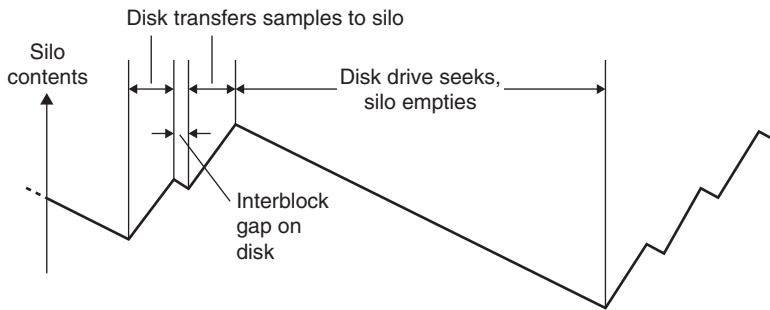 Disk transfers samples to silo
Silo
contents
Disk drive seeks,
silo empties
Interblock
gap on
disk